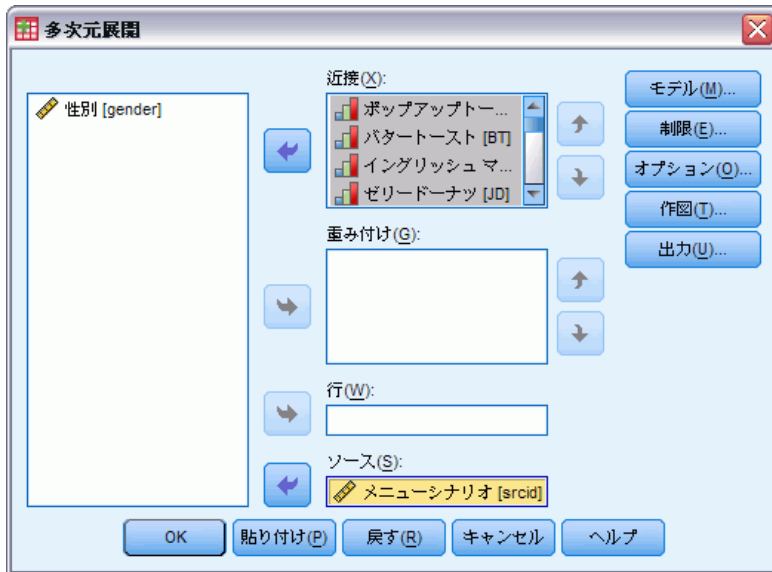 多次元展開
性別 [gender]
近接(X):
ポップアップトー...
バタートースト [BT]
イングリッシュ マ...
ゼリードーナツ [JD]
重み付け(G):
行(W):
ソース(S):
メニューシナリオ [srcid]
モデル(M)...
制限(E)...
オプション(O)...
作図(T)...
出力(U)...
OK
貼り付け(P)
戻す(R)
キャンセル
ヘルプ